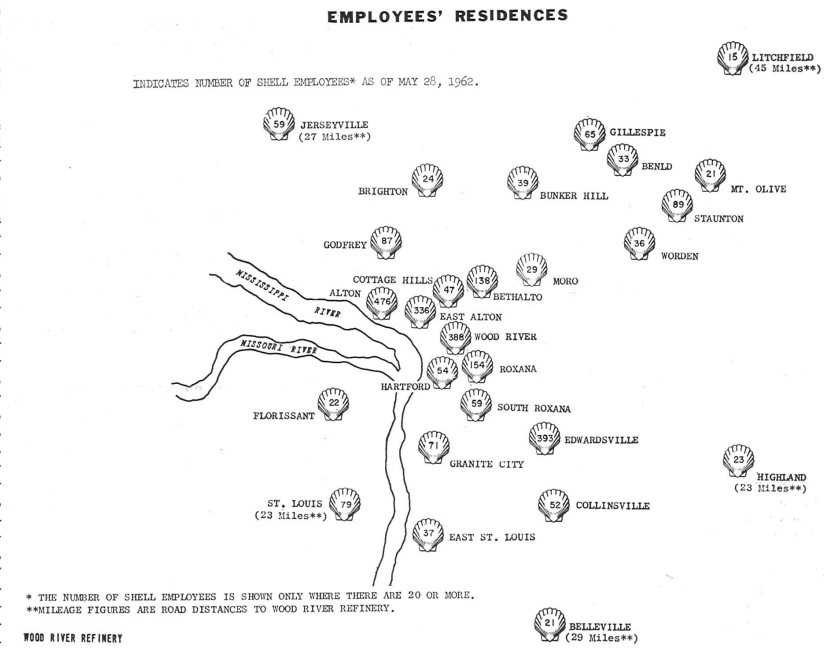 EMPLOYEES' RESIDENCES
15 LITCHFIELD
(45 Miles**)
INDICATES NUMBER OF SHELL EMPLOYEES* AS OF MAY 28, 1962.
59 JERSEYVILLE
(27 Miles**)
65 GILLESPIE
33 BENLD
24
BRIGHTON
39
BUNKER HILL
21
MT. OLIVE
89
STAUNTON
87
GODFREY
36
WORDEN
29
MORO
MISSISSIPPI
RIVER
COTTAGE HILLS
47
138
BETHALTO
ALTON
476
336
EAST ALTON
388 WOOD RIVER
MISSOURI RIVER
154 ROXANA
54
HARTFORD
22
FLORISSANT
59
SOUTH ROXANA
393 EDWARDSVILLE
71
GRANITE CITY
23
HIGHLAND
(23 Miles**)
ST. LOUIS 79
(23 Miles**)
52 COLLINSVILLE
37 EAST ST. LOUIS
* THE NUMBER OF SHELL EMPLOYEES IS SHOWN ONLY WHERE THERE ARE 20 OR MORE.
**MILEAGE FIGURES ARE ROAD DISTANCES TO WOOD RIVER REFINERY.
21 BELLEVILLE
(29 Miles**)
WOOD RIVER REFINERY